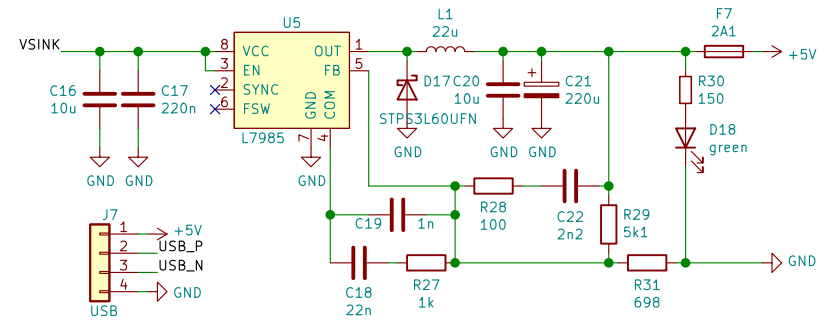 L1
22u
F7
2A1
U5
VSINK
8
VCC
OUT
1
+5V
3
EN
FB
5
2
SYNC
6
FSW
GND
COM
7
4
L7985
C16
10u
C17
220n
D17
STPS3L60UFN
C20
10u
+
C21
220u
R30
150
D18
green
GND
GND
GND
GND
GND
GND
C19
1n
R28
100
C22
2n2
R29
5k1
C18
22n
R27
1k
R31
698
GND
J7
1
+5V
2
USB_P
3
USB_N
4
GND
USB